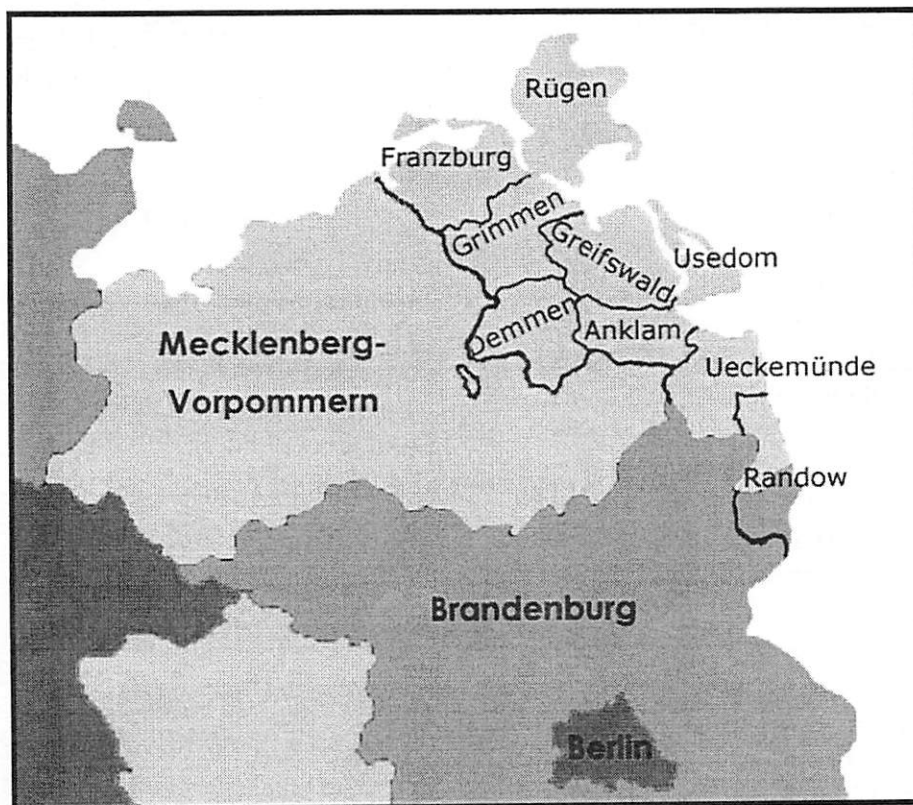 Rügen
Franzburg
Grimmen
Greifswald
Usedom
Demmen
Anklam
Mecklenberg-
Vorpommern
Ueckemünde
Randow
Brandenburg
Berlin